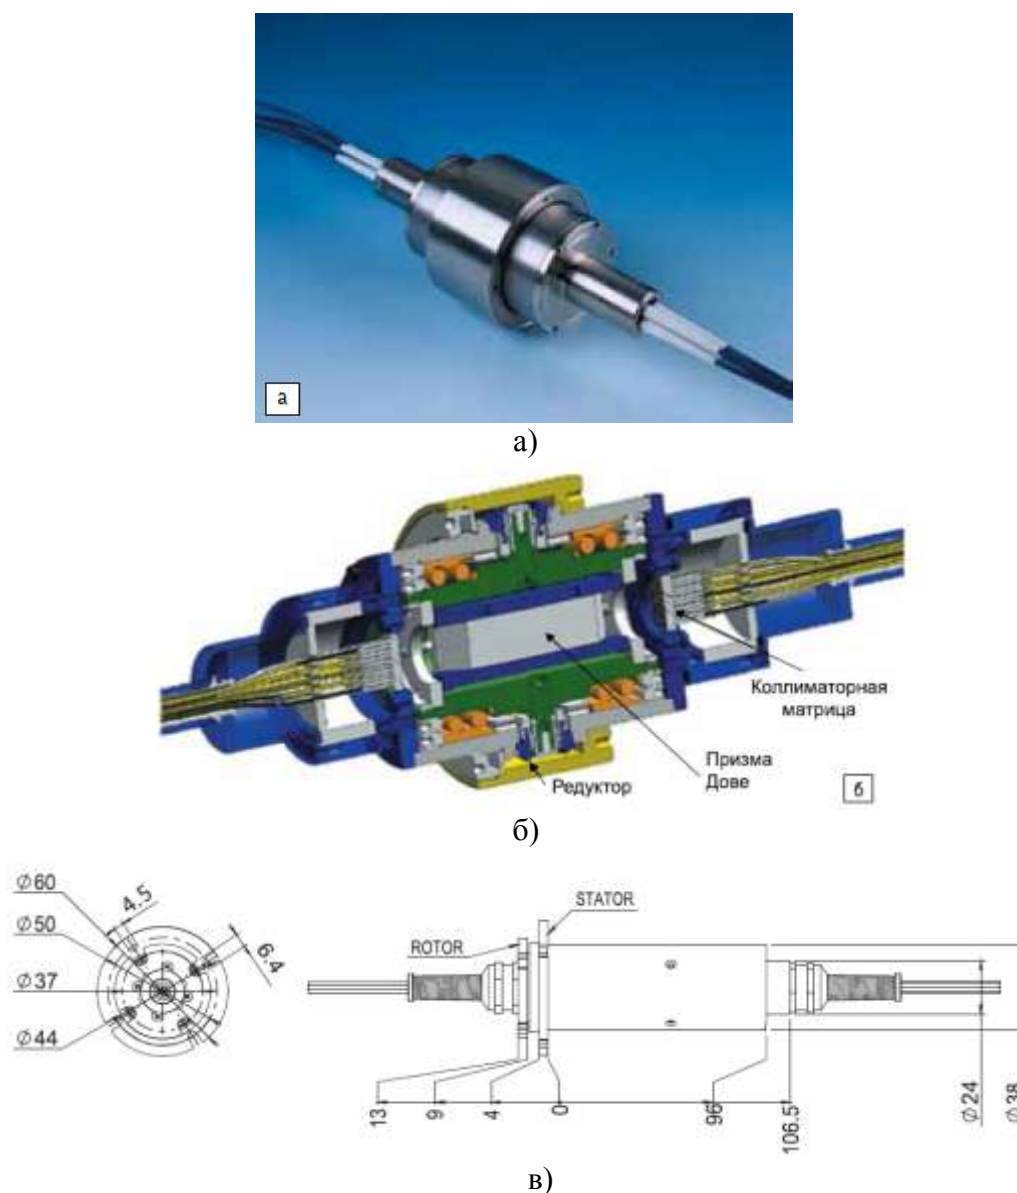 а
а)
Коллиматорная
матрица
Призма
Дове
Редуктор
б
б)
Ø60
4.5
STATOR
Ø50
ROTOR
6.4
Ø37
Ø44
13
9
4
0
96
106.5
Ø24
Ø38
в)